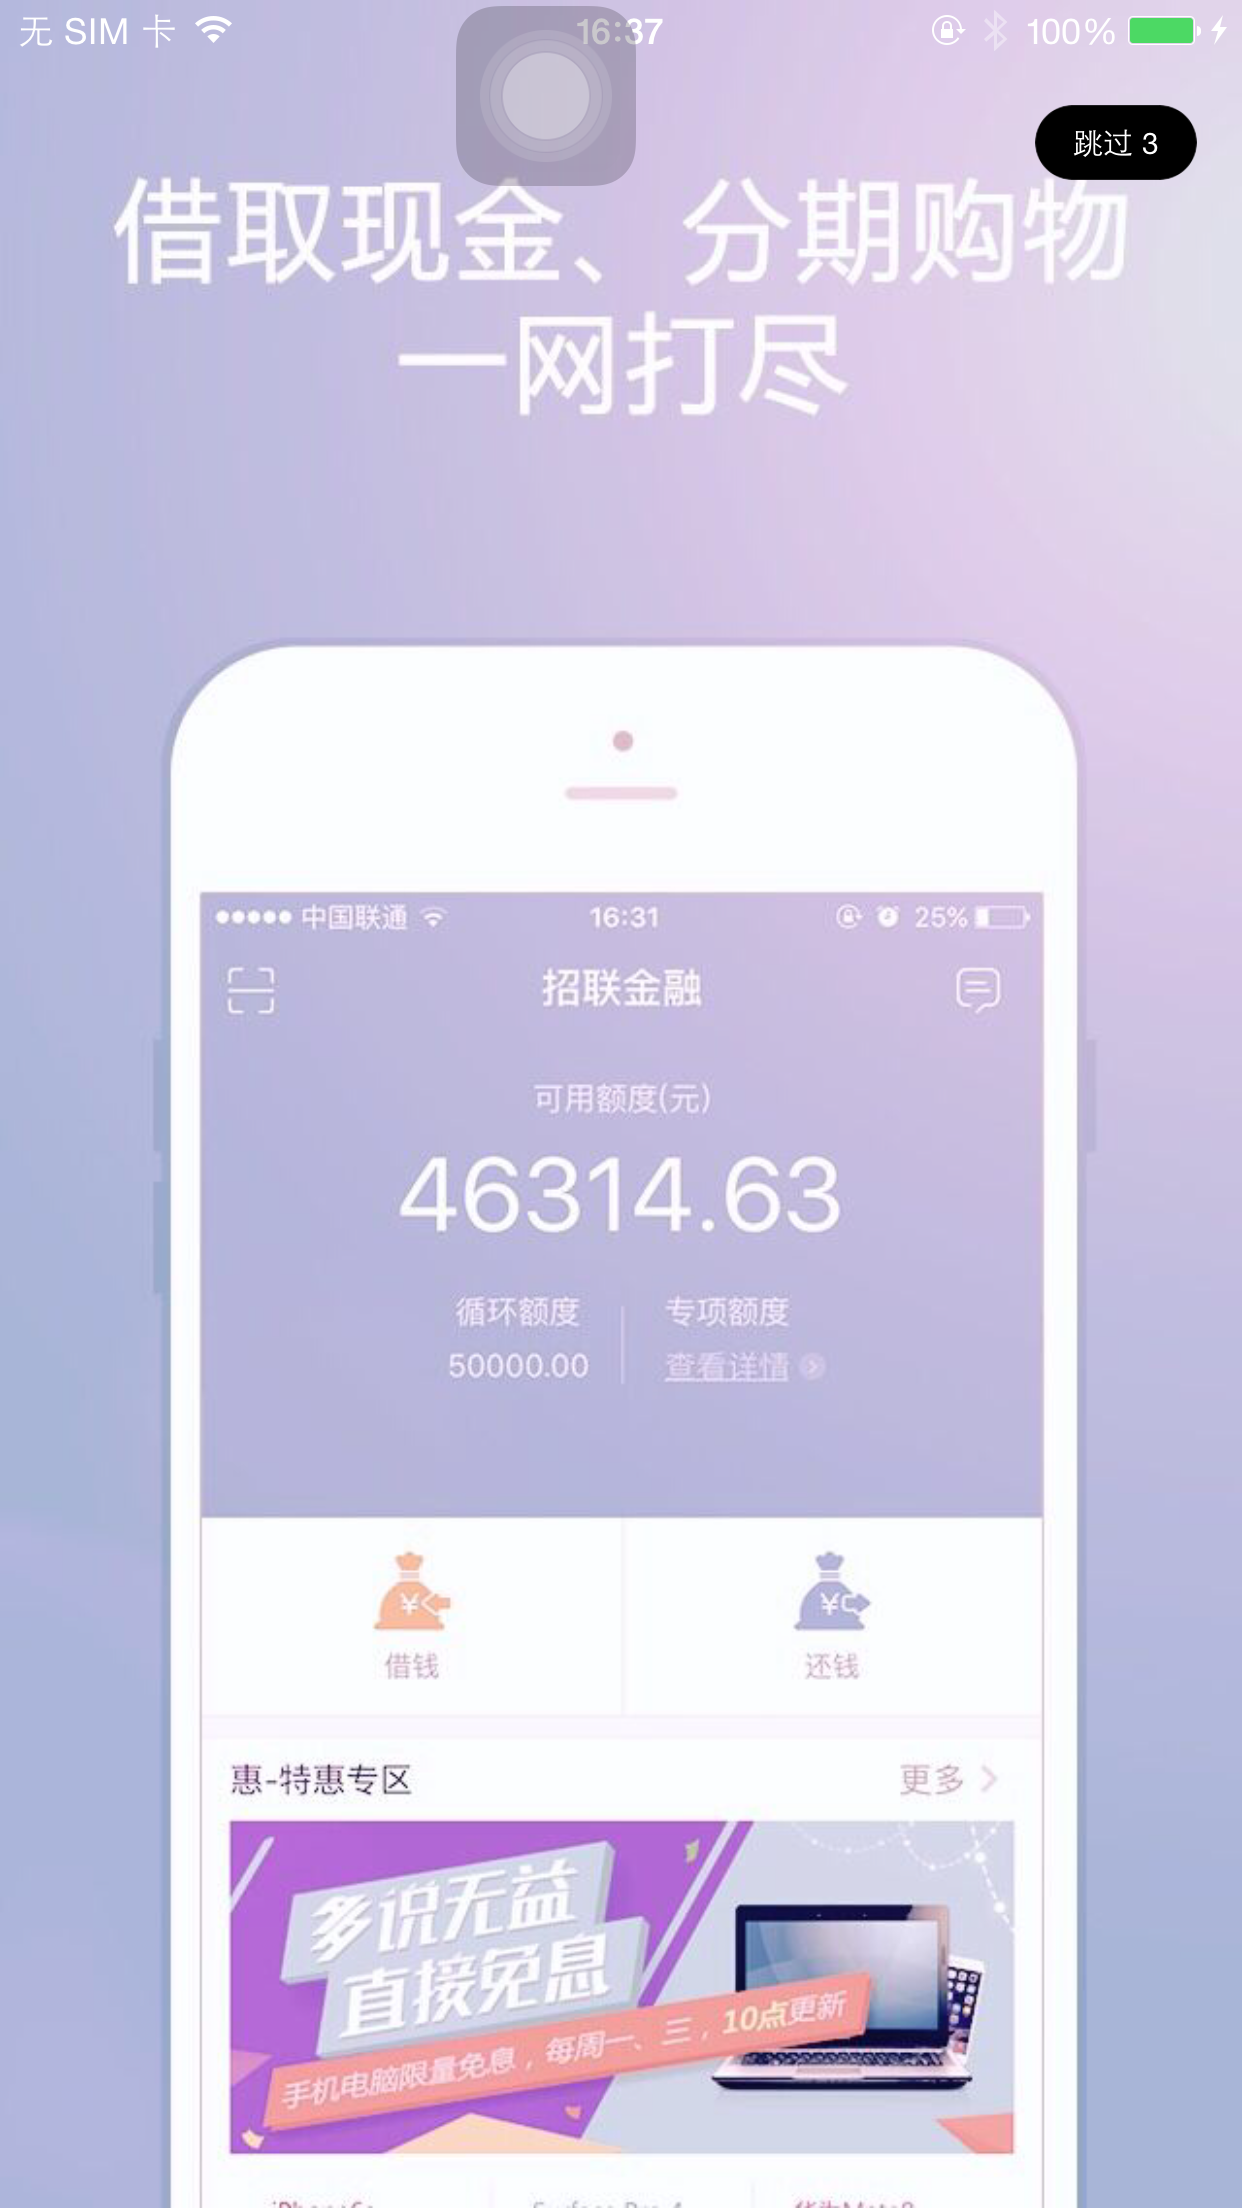 无 SIM 卡
16:37
100%
跳过 3
借取现金、分期购物
一网打尽
中国联通
16:31
25%
招联金融
可用额度(元)
46314.63
循环额度
专项额度
50000.00
查看详情
借钱
还钱
惠-特惠专区
更多
多说无益
直接免息
手机电脑限量免息，每周一、三，10点更新